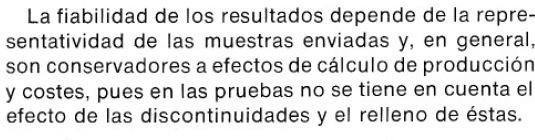 La fiabilidad de los resultados depende de la repre-
sentatividad de las muestras enviadas y, en general,
son conservadores a efectos de cálculo de producción
y costes, pues en las pruebas no se tiene en cuenta el
efecto de las discontinuidades y el relleno de éstas.